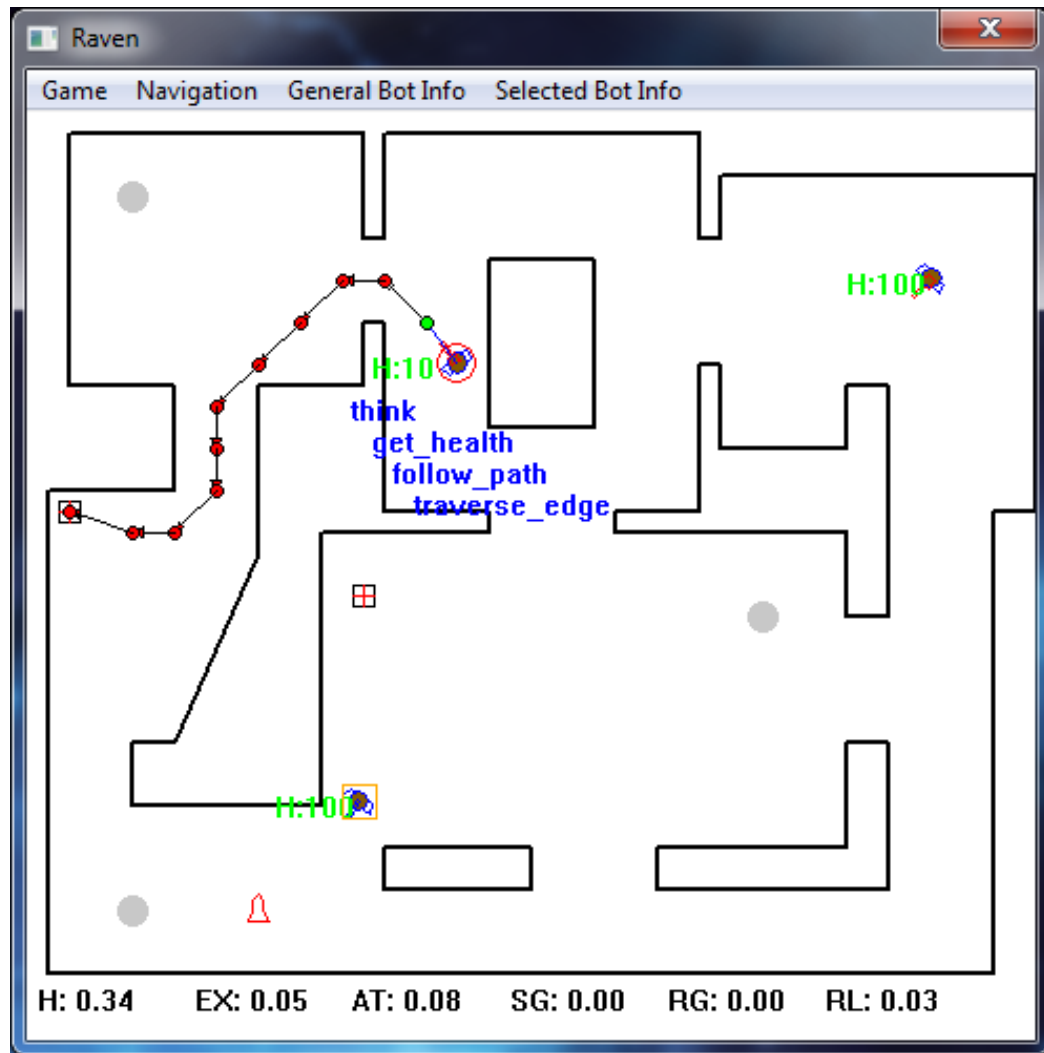 Raven
Game Navigation General Bot Info Selected Bot Info
H:100
H:10
think
get_health
follow_path
traverse_edge
H:100
H: 0.34 EX: 0.05 AT: 0.08 SG: 0.00 RG: 0.00 RL: 0.03